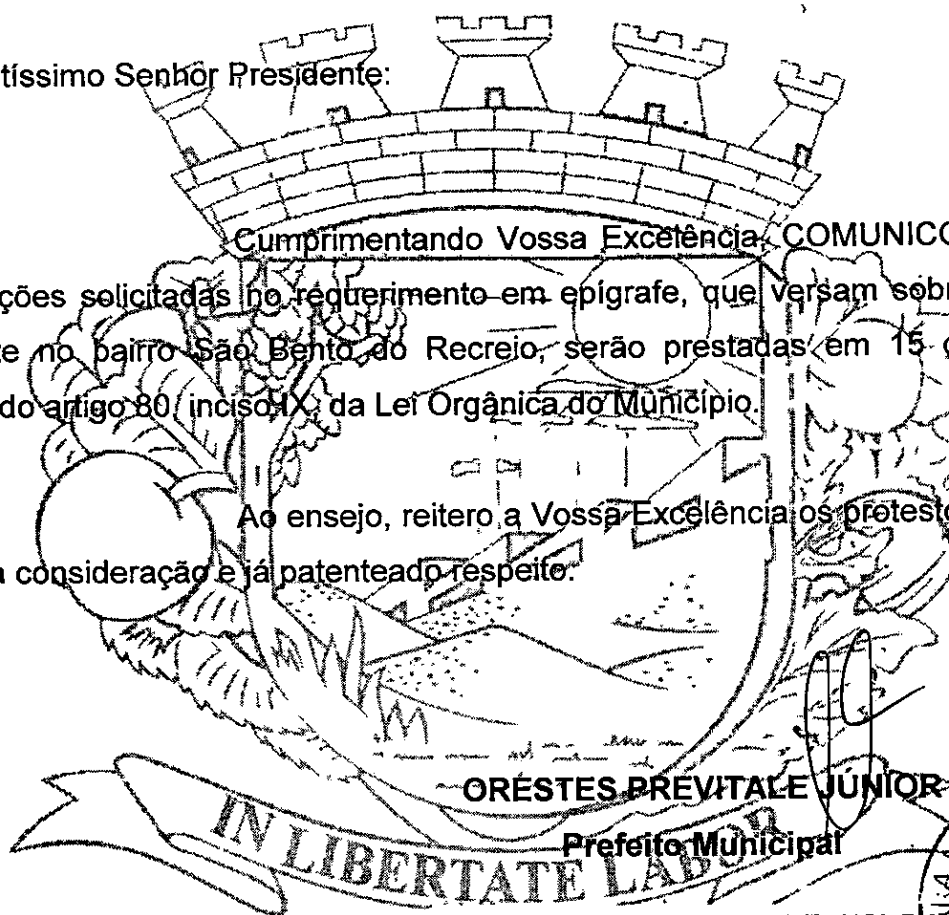 tíssimo Senhor Presidente:
Cumprimentando Vossa Excelência, COMUNICO
ções solicitadas no requerimento em epígrafe, que versam sobr
te no bairro São Bento do Recreio, serão prestadas em 15
do artigo 80, inciso IX, da Lei Orgânica do Município.
Ao ensejo, reitero a Vossa Excelência os protesto
a consideração e já patenteado respeito.
ORESTES PREVITALE JÚNIOR
Prefeito Municipal
IN LIBERTATE LABOR